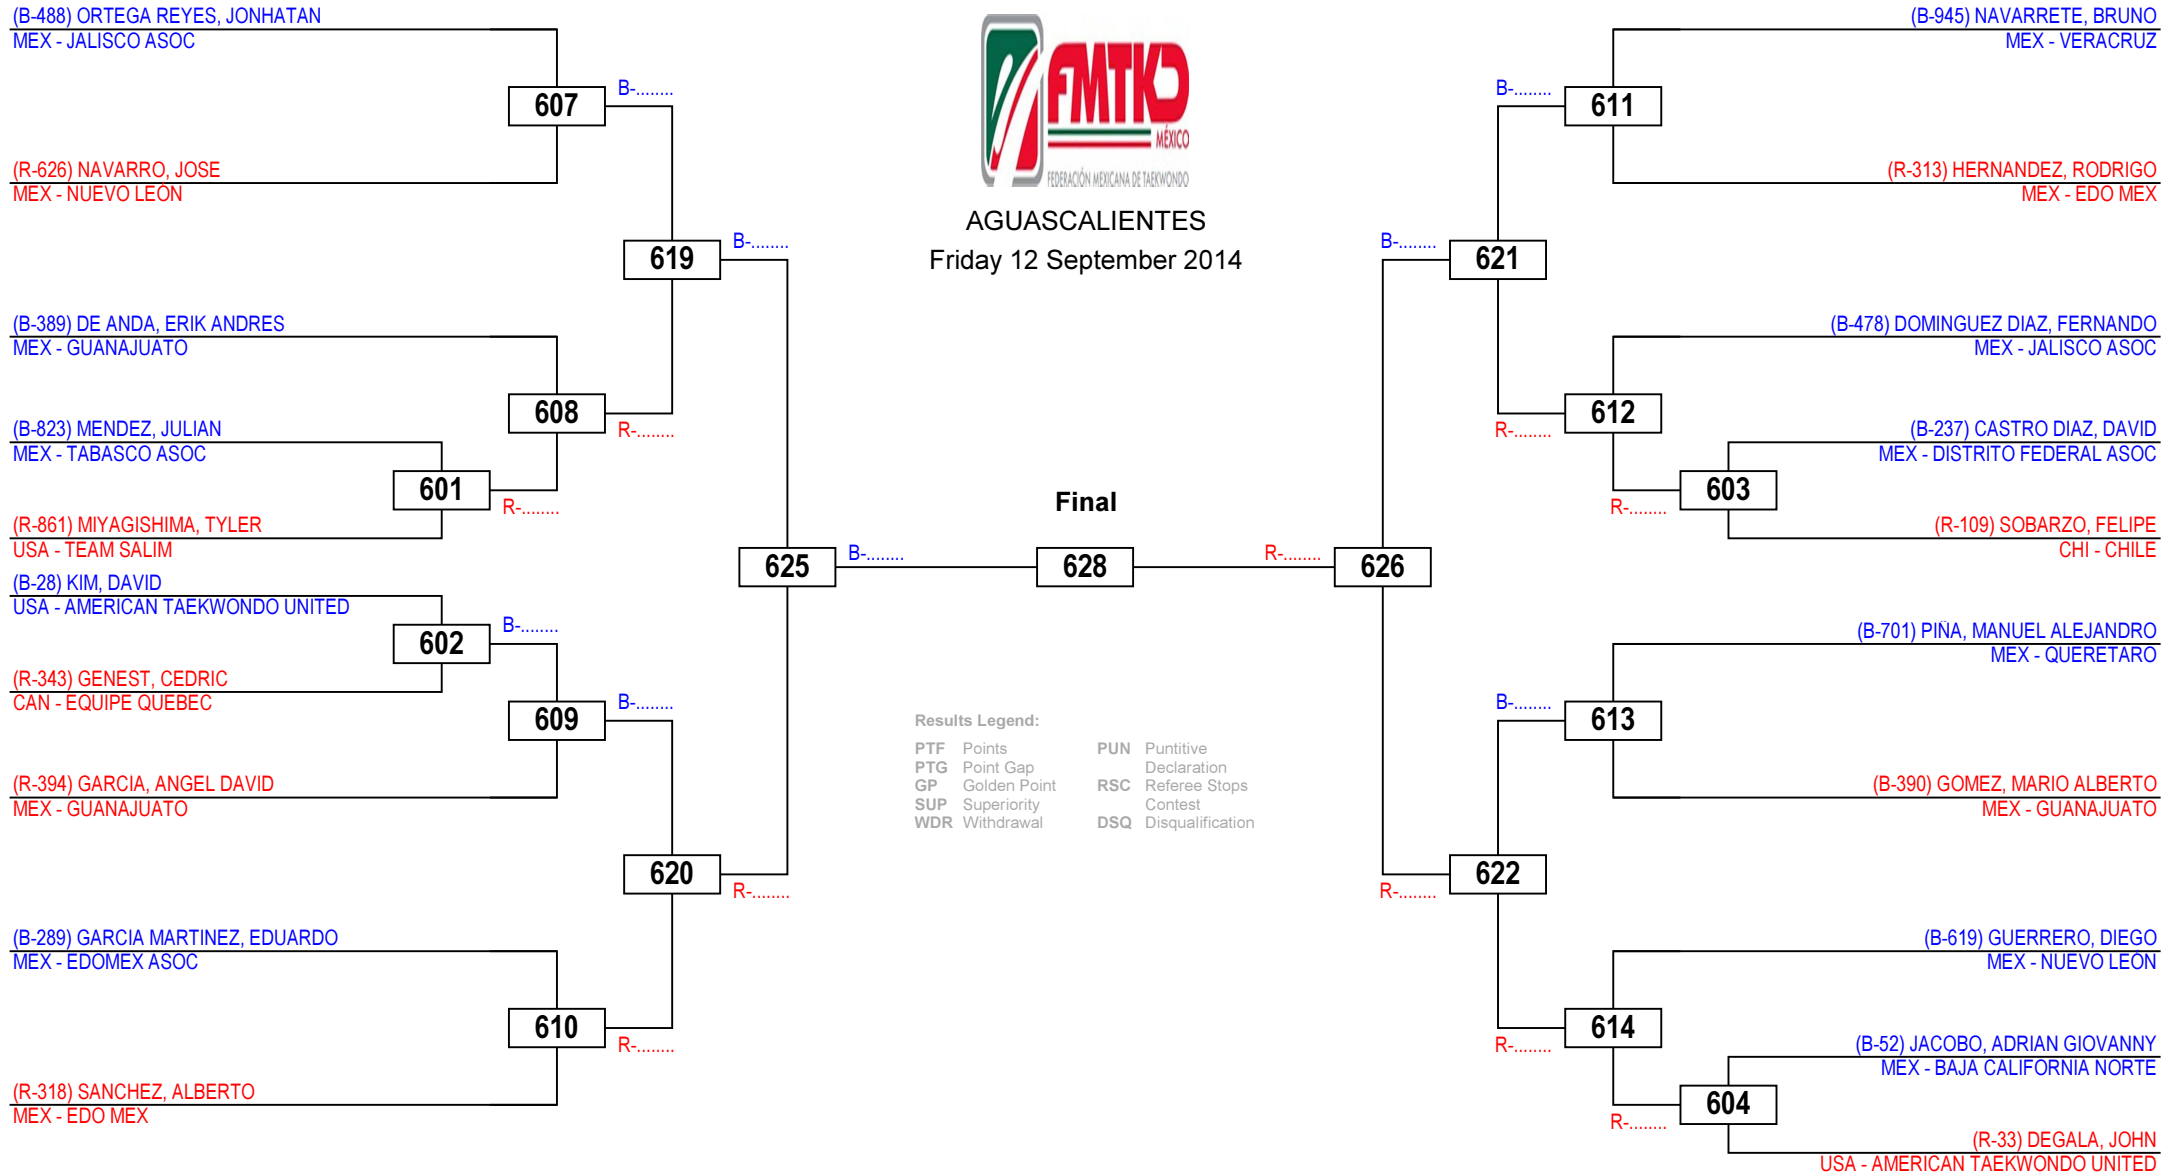 (B-488) ORTEGA REYES, JONHATAN
MEX - JALISCO ASOC
607
B-........
(R-626) NAVARRO, JOSE
MEX - NUEVO LEÓN
619
B-........
(B-389) DE ANDA, ERIK ANDRES
MEX - GUANAJUATO
608
R-........
(B-823) MENDEZ, JULIAN
MEX - TABASCO ASOC
601
R-........
(R-861) MIYAGISHIMA, TYLER
USA - TEAM SALIM
625
B-........
(B-28) KIM, DAVID
USA - AMERICAN TAEKWONDO UNITED
602
B-........
(R-343) GENEST, CEDRIC
CAN - EQUIPE QUEBEC
609
B-........
(R-394) GARCIA, ANGEL DAVID
MEX - GUANAJUATO
620
R-........
(B-289) GARCIA MARTINEZ, EDUARDO
MEX - EDOMEX ASOC
610
R-........
(R-318) SANCHEZ, ALBERTO
MEX - EDO MEX
FMTKD
MÉXICO
FEDERACIÓN MEXICANA DE TAEKWONDO
AGUASCALIENTES
Friday 12 September 2014
Final
628
Results Legend:
PTF Points
PTG Point Gap
GP Golden Point
SUP Superiority
WDR Withdrawal
PUN Puntitive
Declaration
RSC Referee Stops
Contest
DSQ Disqualification
(B-945) NAVARRETE, BRUNO
MEX - VERACRUZ
B-........
611
(R-313) HERNANDEZ, RODRIGO
MEX - EDO MEX
B-........
621
(B-478) DOMINGUEZ DIAZ, FERNANDO
MEX - JALISCO ASOC
R-........
612
(B-237) CASTRO DIAZ, DAVID
MEX - DISTRITO FEDERAL ASOC
R-........
603
(R-109) SOBARZO, FELIPE
CHI - CHILE
R-........
626
(B-701) PIÑA, MANUEL ALEJANDRO
MEX - QUERETARO
B-........
613
(B-390) GOMEZ, MARIO ALBERTO
MEX - GUANAJUATO
R-........
622
(B-619) GUERRERO, DIEGO
MEX - NUEVO LEÓN
R-........
614
(B-52) JACOBO, ADRIAN GIOVANNY
MEX - BAJA CALIFORNIA NORTE
R-........
604
(R-33) DEGALA, JOHN
USA - AMERICAN TAEKWONDO UNITED